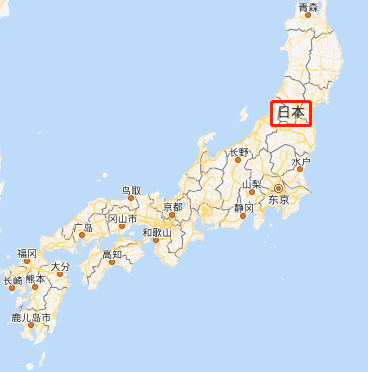 青森
日本
长野
水户
山梨
东京
鸟取
京都
静冈
冈山市
广岛
和歌山
福冈
高知
大分
长崎
熊本
鹿儿岛市